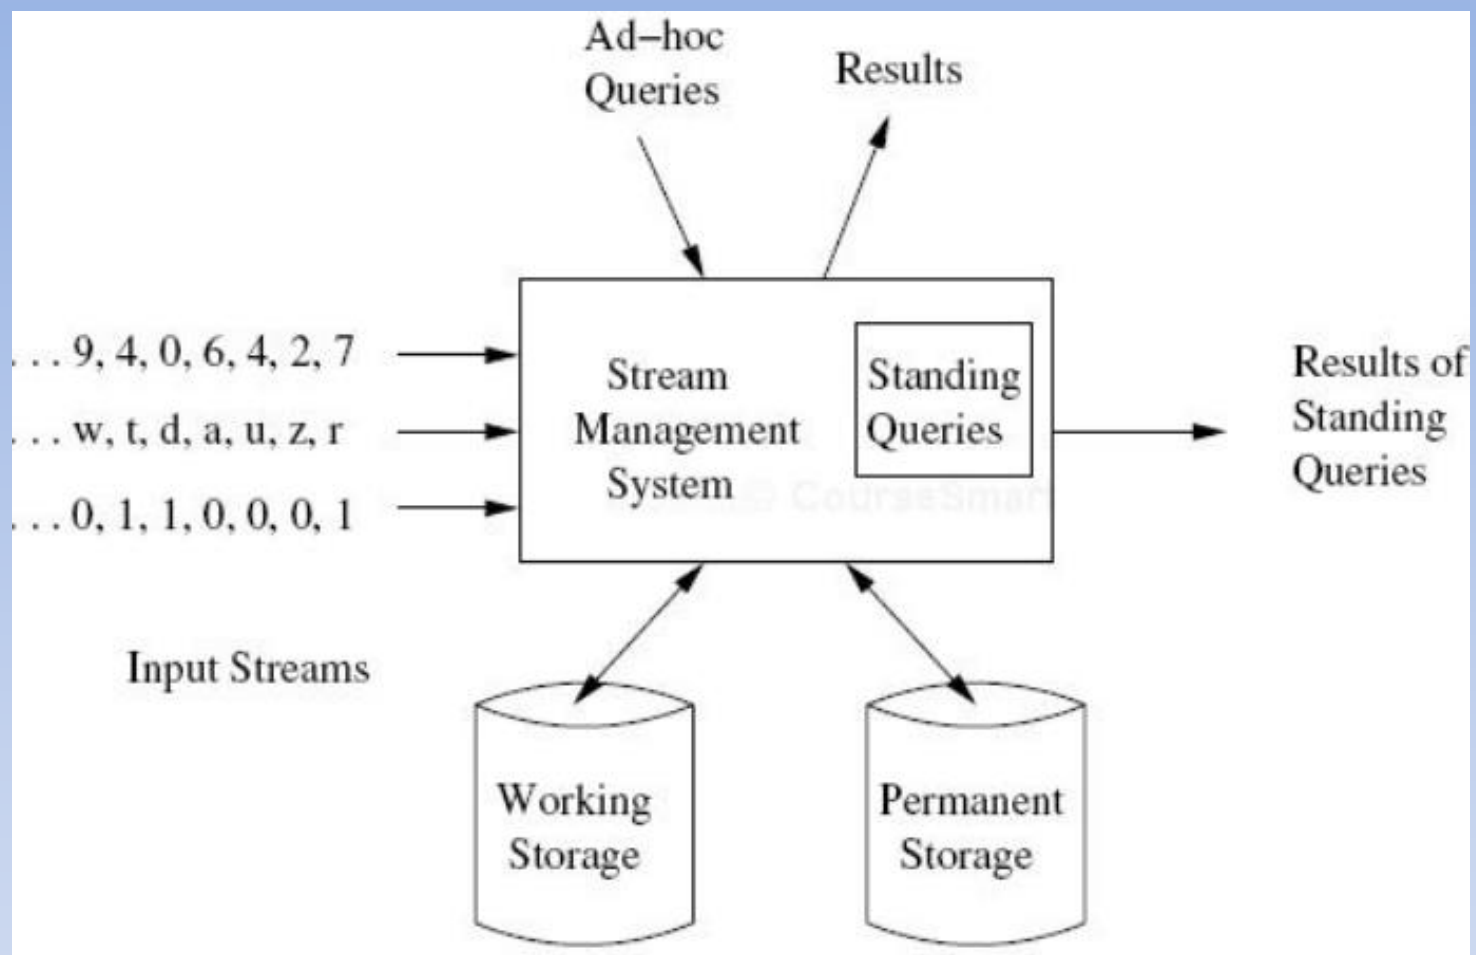 Ad-hoc
Queries
Results
. . . 9, 4, 0, 6, 4, 2, 7
. . . w, t, d, a, u, z, r
. . . 0, 1, 1, 0, 0, 0, 1
Input Streams
Stream
Management
System
Standing
Queries
© CourseSmart
Results of
Standing
Queries
Working
Storage
Permanent
Storage